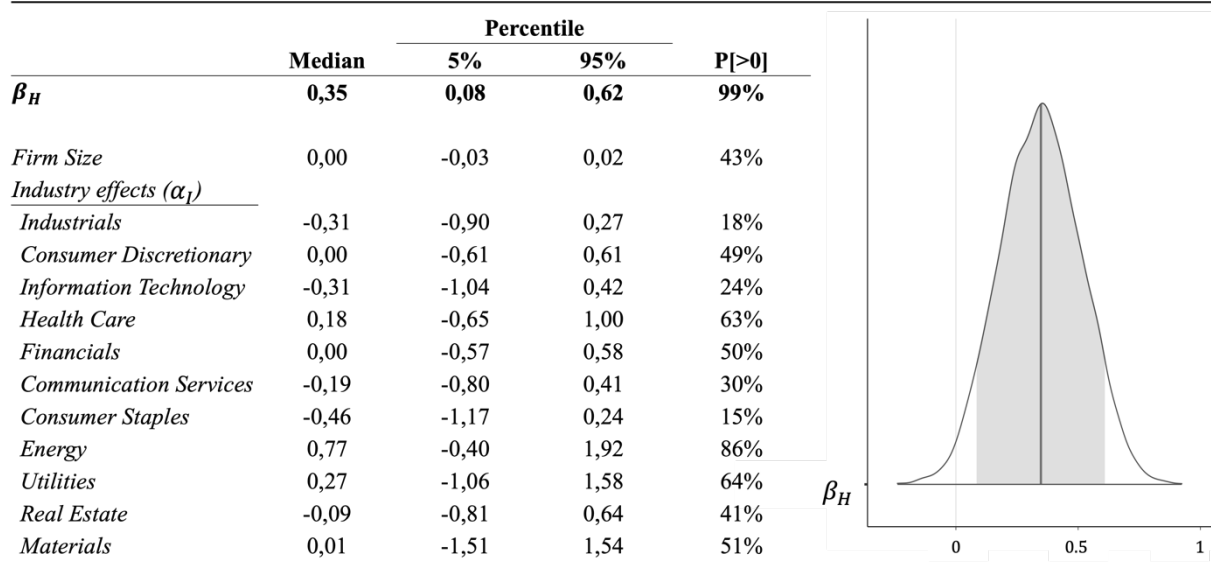 Percentile
Median 5% 95% P[>0]
β_H 0,35 0,08 0,62 99%
Firm Size 0,00 -0,03 0,02 43%
Industry effects (α_I)
Industrials -0,31 -0,90 0,27 18%
Consumer Discretionary 0,00 -0,61 0,61 49%
Information Technology -0,31 -1,04 0,42 24%
Health Care 0,18 -0,65 1,00 63%
Financials 0,00 -0,57 0,58 50%
Communication Services -0,19 -0,80 0,41 30%
Consumer Staples -0,46 -1,17 0,24 15%
Energy 0,77 -0,40 1,92 86%
Utilities 0,27 -1,06 1,58 64%
Real Estate -0,09 -0,81 0,64 41%
Materials 0,01 -1,51 1,54 51%
β_H
0 0.5 1